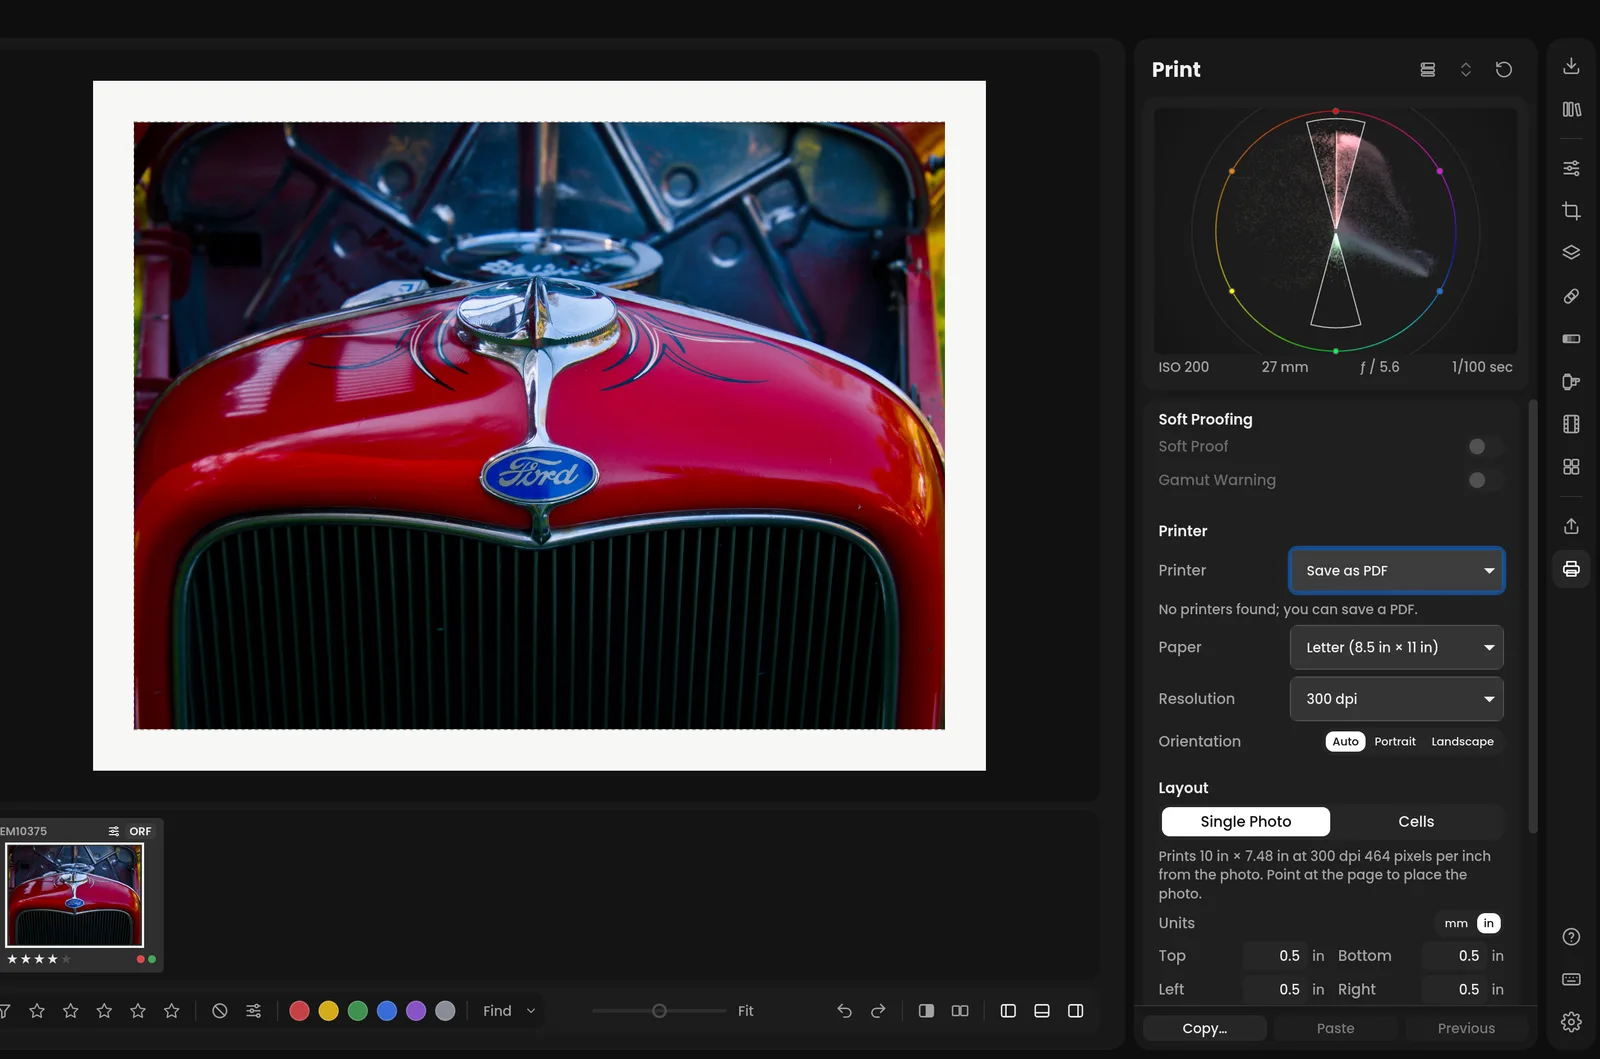 Print
Ford
ISO 200
27 mm
ƒ / 5.6
1/100 sec
Soft Proofing
Soft Proof
Gamut Warning
Printer
Printer
Save as PDF
No printers found; you can save a PDF.
Paper
Letter (8.5 in × 11 in)
Resolution
300 dpi
Orientation
Auto
Portrait
Landscape
Layout
Single Photo
Cells
Prints 10 in × 7.48 in at 300 dpi 464 pixels per inch
from the photo. Point at the page to place the
photo.
Units
mm
in
Top
0.5
in
Bottom
0.5
in
Left
0.5
in
Right
0.5
in
Copy...
Paste
Previous
EM10375
ORF
Find
Fit